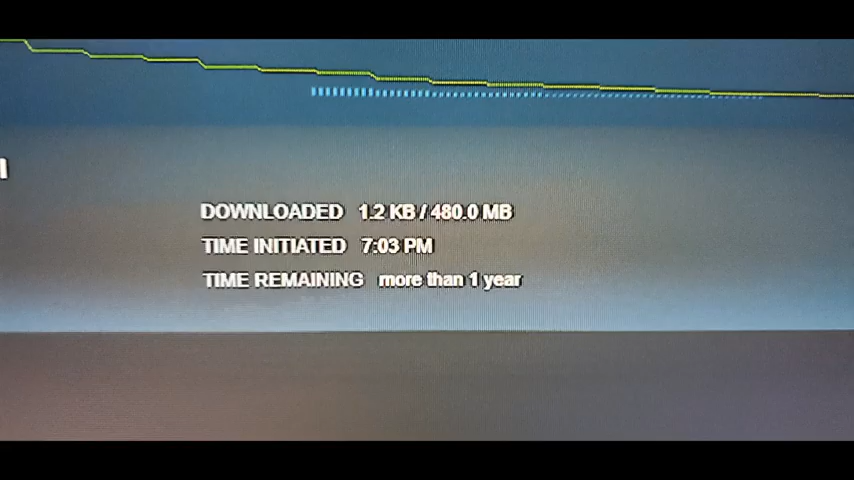 DOWNLOADED 1.2 KB / 480.0 MB
TIME INITIATED 7:03 PM
TIME REMAINING more than 1 year